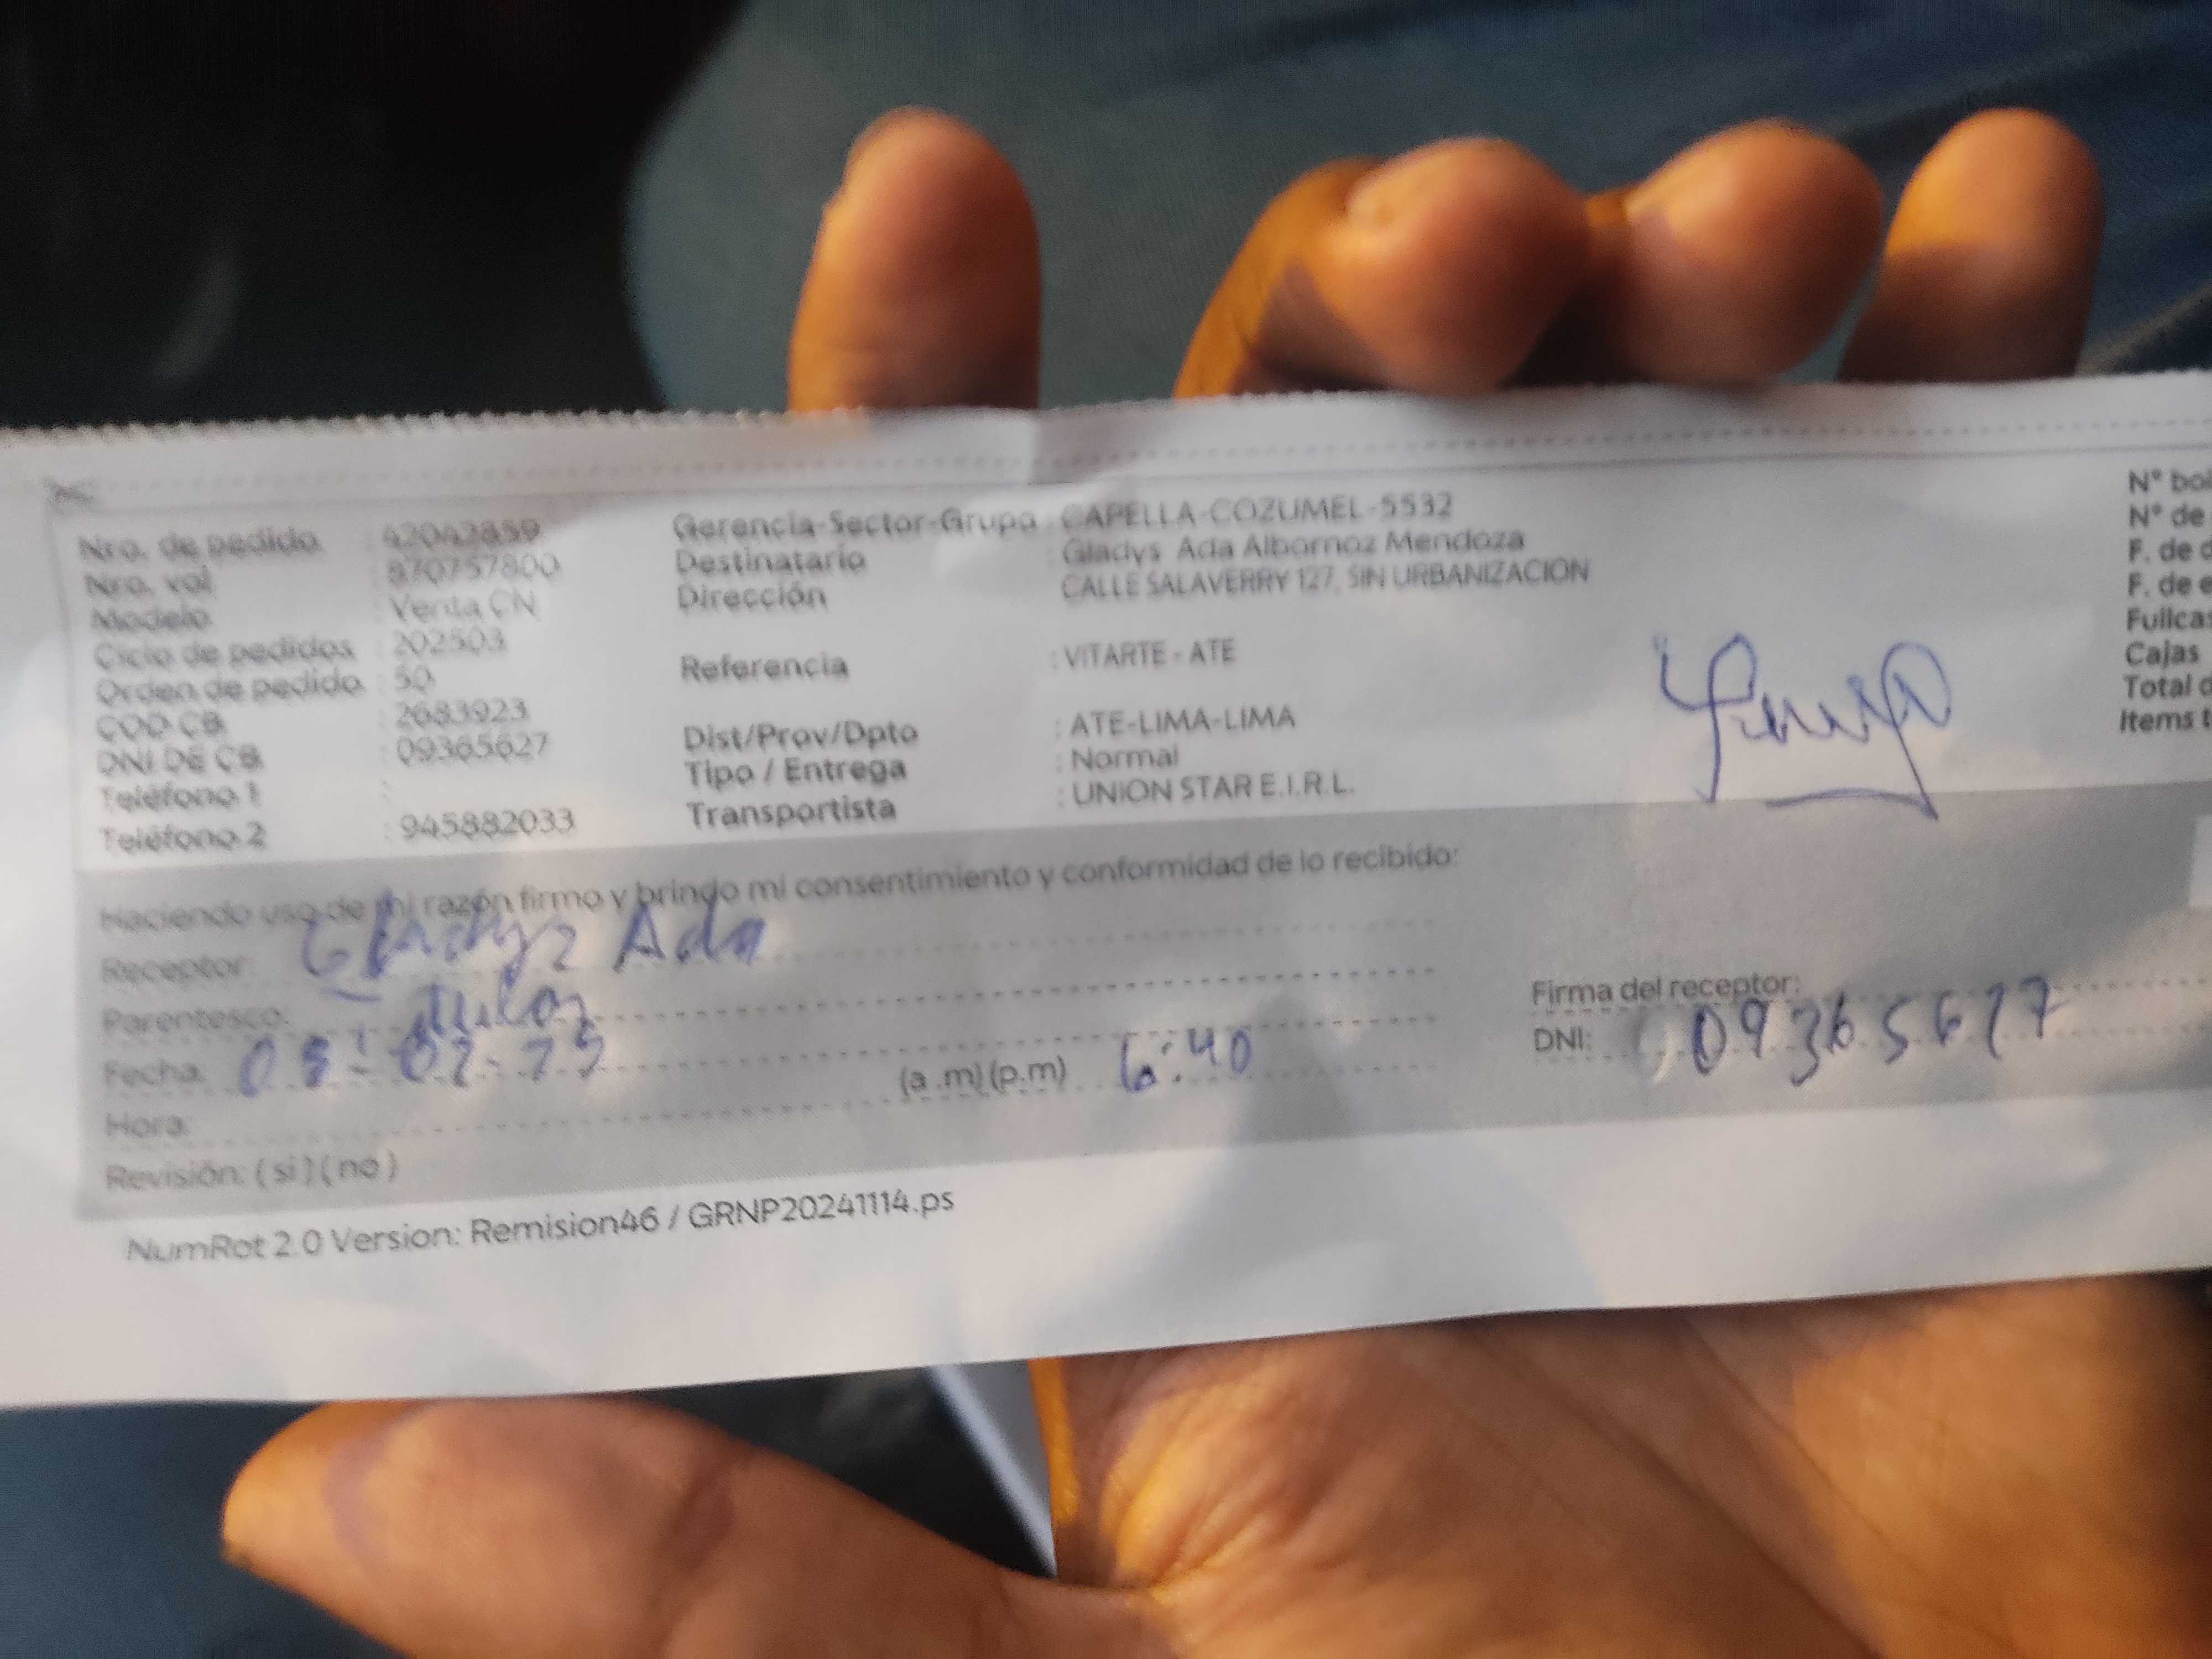 Nro. de pedido : 42042859 Gerencia-Sector-Grupo : CAPELLA-COZUMEL-5532 N° bol
Nro. vol : 870757800 Destinatario : Gladys Ada Albornoz Mendoza N° de
Modelo : Venta CN Dirección CALLE SALAVERRY 127, SIN URBANIZACION F. de d
Ciclo de pedidos : 202503 F. de e
Orden de pedido : 50 Referencia : VITARTE - ATE Fullcas
COD CB : 2683923 Cajas
DNI DE CB : 09365627 Dist/Prov/Dpto : ATE-LIMA-LIMA Total d
Teléfono 1 : Tipo / Entrega : Normal Items t
Teléfono 2 : 945882033 Transportista : UNION STAR E.I.R.L.
Haciendo uso de mi razón firmo y brindo mi consentimiento y conformidad de lo recibido:
Receptor: Gladys Ada
Parentesco: Firma del receptor:
Fecha: (a .m) (p.m) 6:40 DNI:
Hora:
Revisión: ( si ) ( no )
NumRot 2.0 Version: Remision46 / GRNP20241114.ps